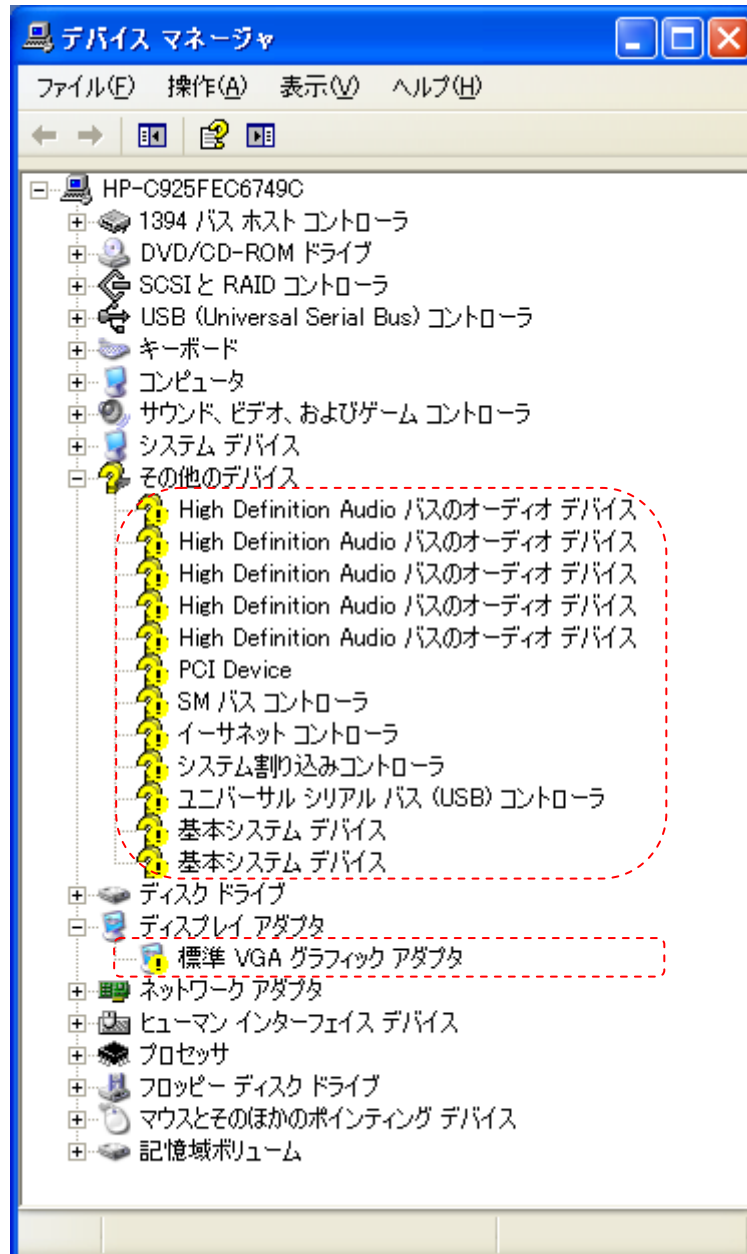 デバイス マネージャ
ファイル(F) 操作(A) 表示(V) ヘルプ(H)
HP-C925FEC6749C
1394 バス ホスト コントローラ
DVD/CD-ROM ドライブ
SCSI と RAID コントローラ
USB (Universal Serial Bus) コントローラ
キーボード
コンピュータ
サウンド、ビデオ、およびゲーム コントローラ
システム デバイス
その他のデバイス
High Definition Audio バスのオーディオ デバイス
High Definition Audio バスのオーディオ デバイス
High Definition Audio バスのオーディオ デバイス
High Definition Audio バスのオーディオ デバイス
High Definition Audio バスのオーディオ デバイス
PCI Device
SM バス コントローラ
イーサネット コントローラ
システム割り込みコントローラ
ユニバーサル シリアル バス (USB) コントローラ
基本システム デバイス
基本システム デバイス
ディスク ドライブ
ディスプレイ アダプタ
標準 VGA グラフィック アダプタ
ネットワーク アダプタ
ヒューマン インターフェイス デバイス
プロセッサ
フロッピー ディスク ドライブ
マウスとそのほかのポインティング デバイス
記憶域ボリューム